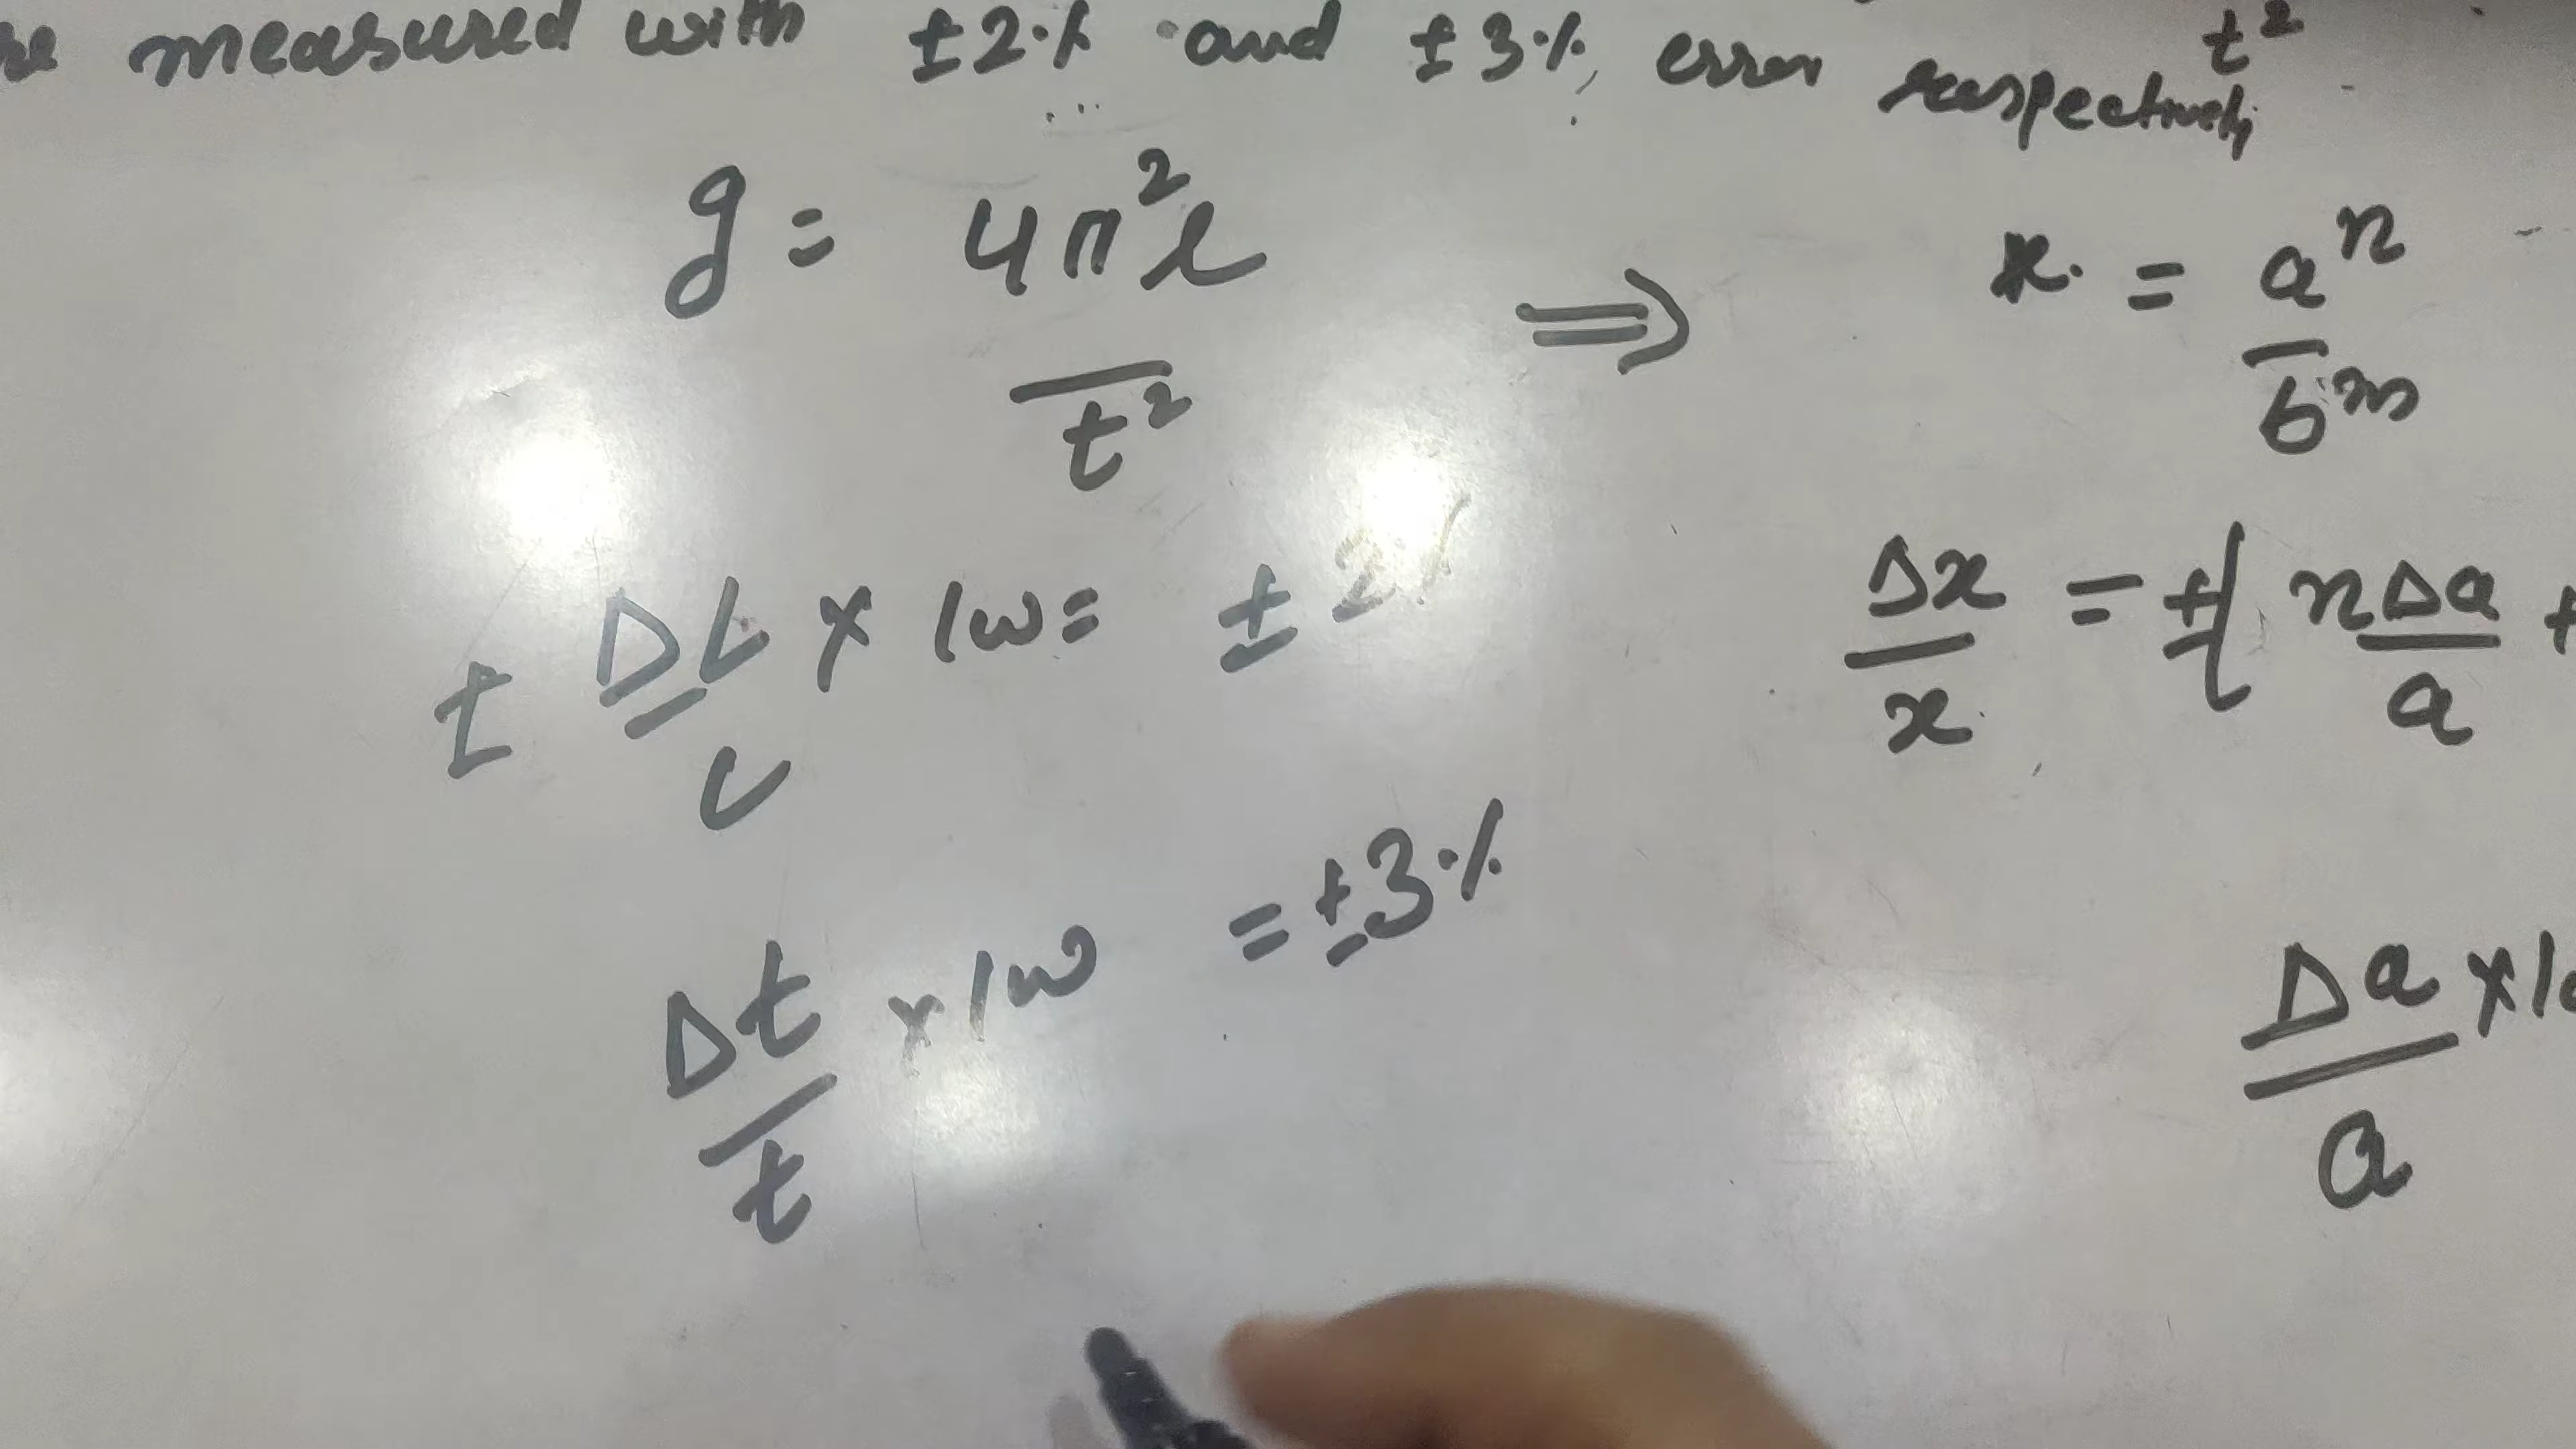 measured with ±2% and ±3% error respectively
t²
g = 4π²l
t²
⇒
x = aⁿ
bᵐ
± ΔL × 100 = ±2%
L
Δx = ±{ nΔa +
x a
Δt × 100 = ±3%
t
Δa × 10
a